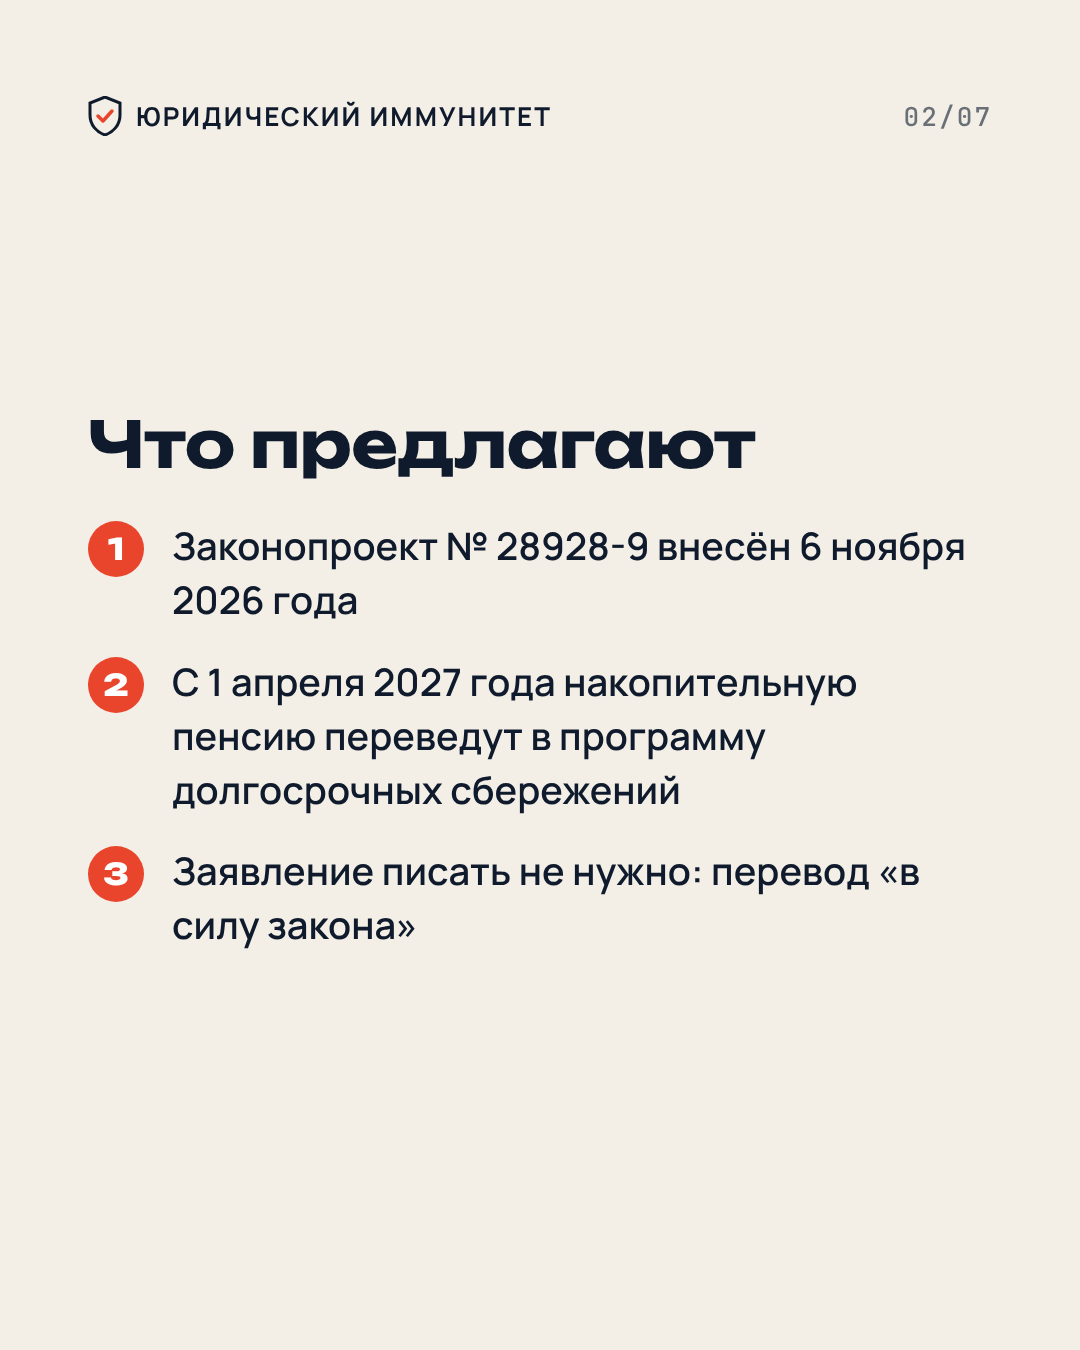 ЮРИДИЧЕСКИЙ ИММУНИТЕТ
02/07
Что предлагают
1 Законопроект № 28928-9 внесён 6 ноября
2026 года
2 С 1 апреля 2027 года накопительную
пенсию переведут в программу
долгосрочных сбережений
3 Заявление писать не нужно: перевод «в
силу закона»